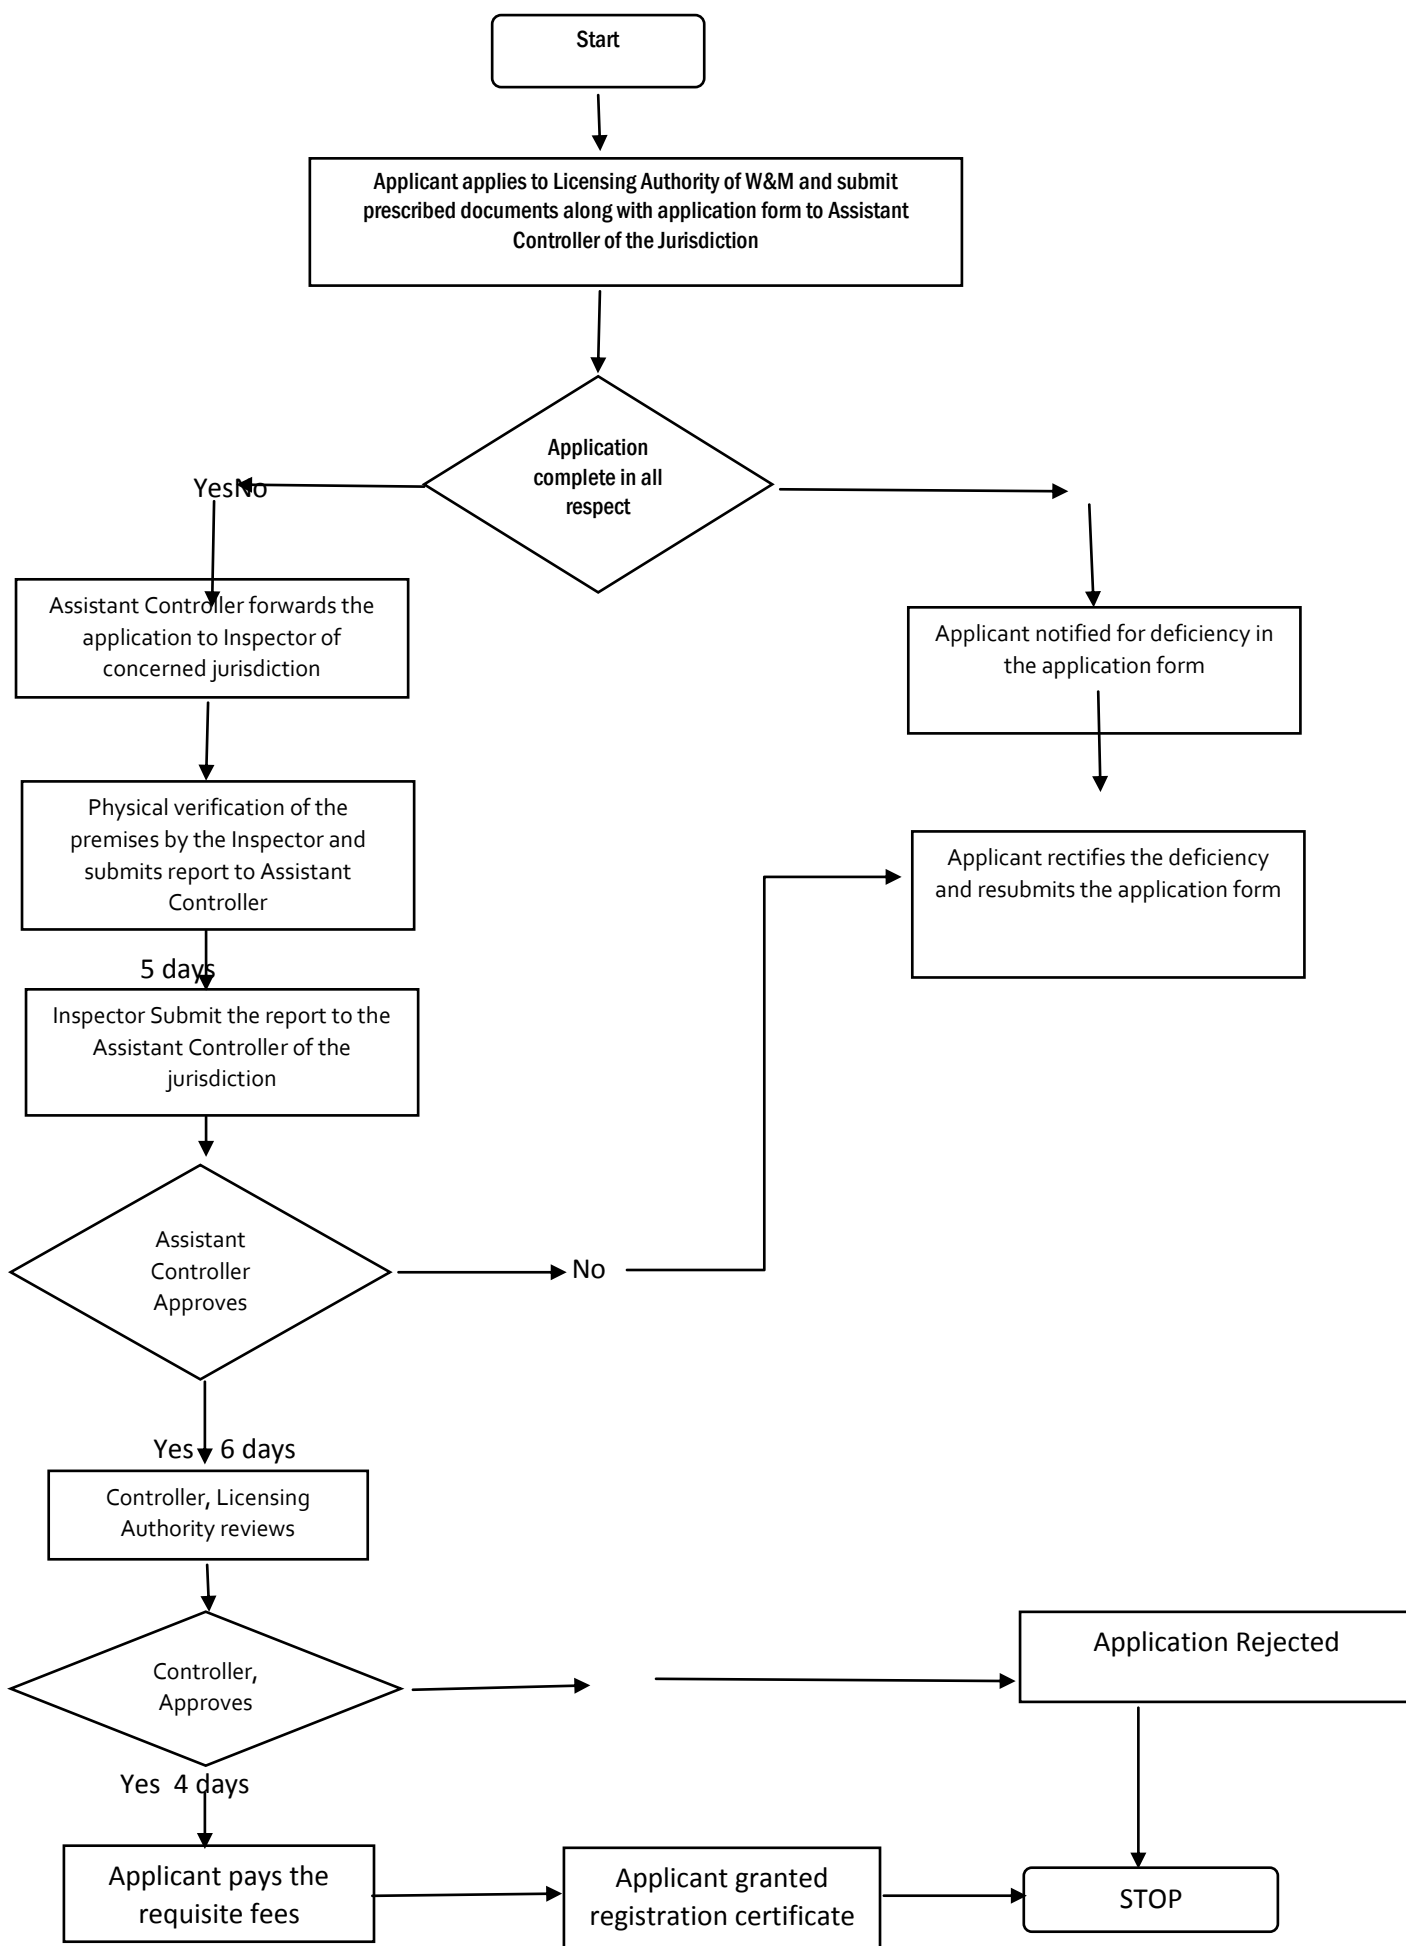 Start
Applicant applies to Licensing Authority of W&M and submit
prescribed documents along with application form to Assistant
Controller of the Jurisdiction
Application
complete in all
respect
YesNo
Assistant Controller forwards the
application to Inspector of
concerned jurisdiction
Applicant notified for deficiency in
the application form
Physical verification of the
premises by the Inspector and
submits report to Assistant
Controller
Applicant rectifies the deficiency
and resubmits the application form
5 days
Inspector Submit the report to the
Assistant Controller of the
jurisdiction
Assistant
Controller
Approves
No
Yes 6 days
Controller, Licensing
Authority reviews
Controller,
Approves
Application Rejected
Yes 4 days
Applicant pays the
requisite fees
Applicant granted
registration certificate
STOP